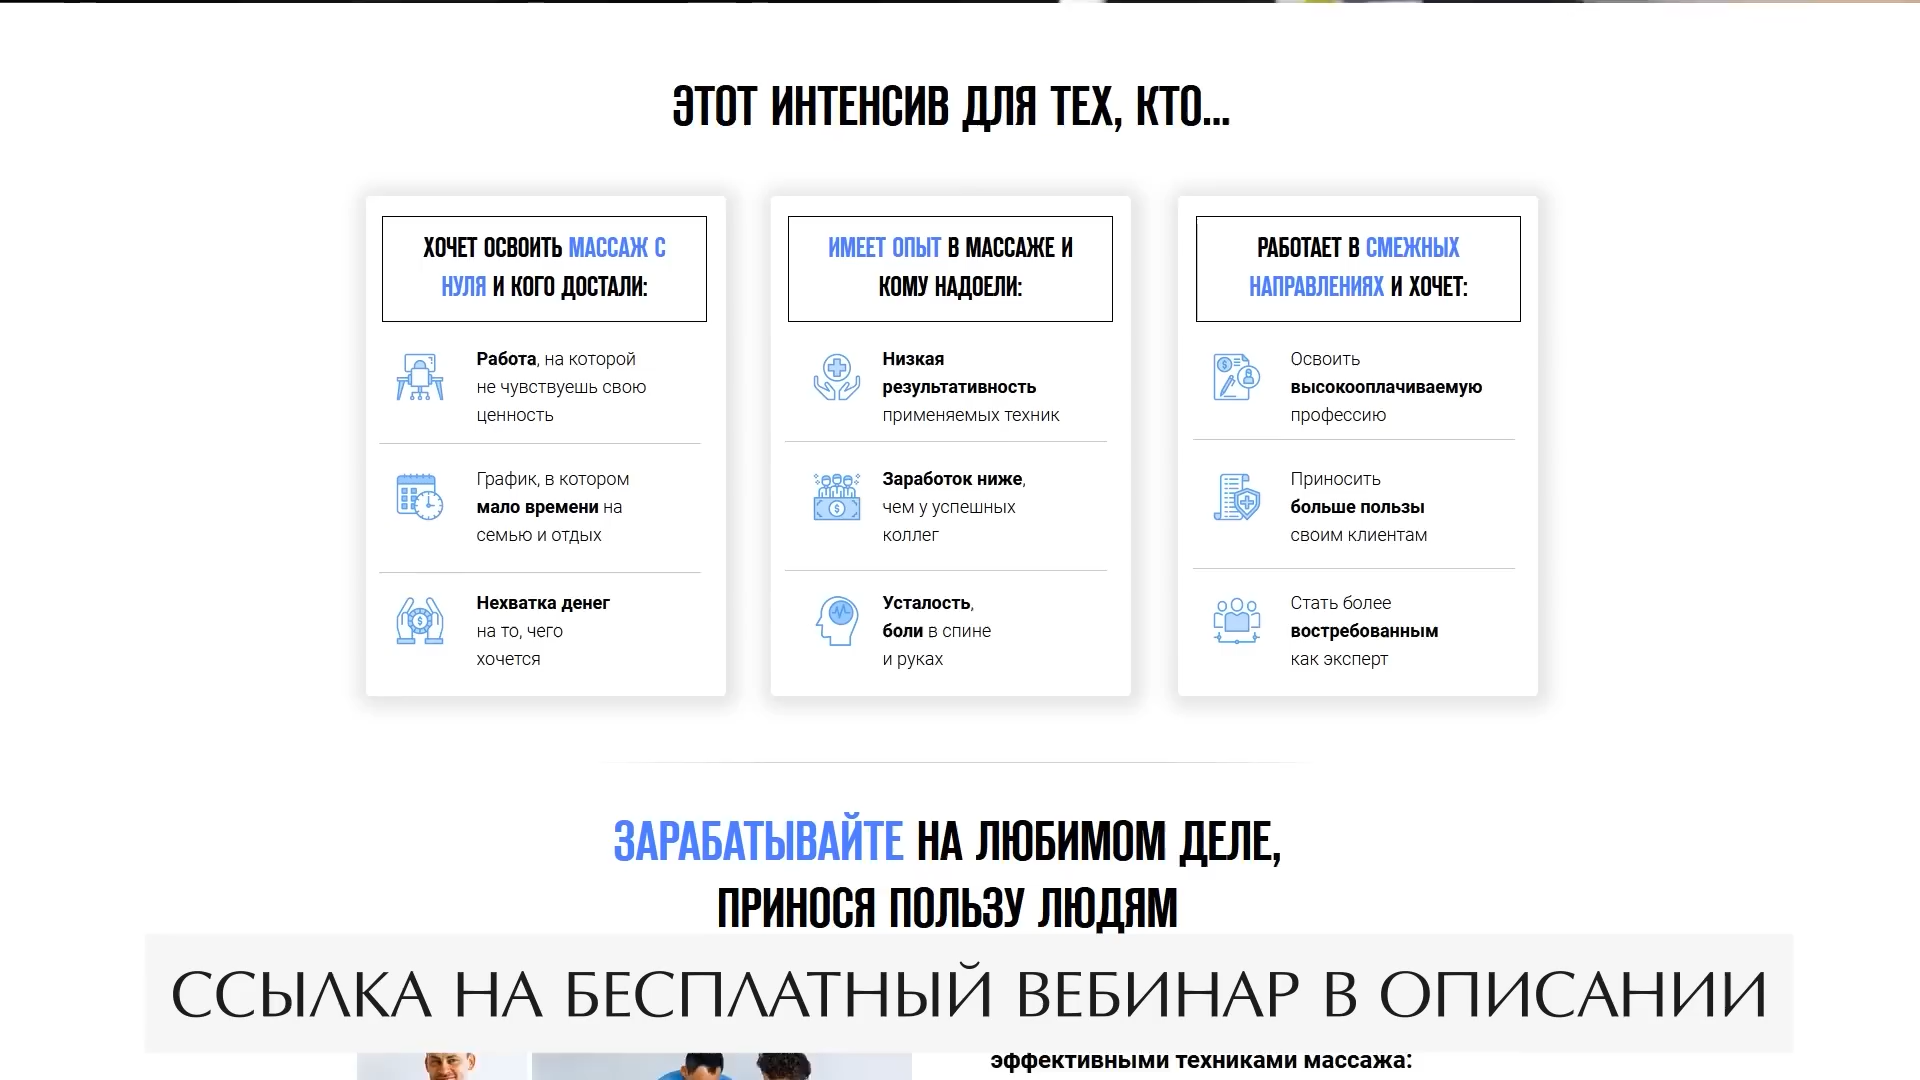 ЭТОТ ИНТЕНСИВ ДЛЯ ТЕХ, КТО...
ХОЧЕТ ОСВОИТЬ МАССАЖ С
НУЛЯ И КОГО ДОСТАЛИ:
Работа, на которой
не чувствуешь свою
ценность
График, в котором
мало времени на
семью и отдых
Нехватка денег
на то, чего
хочется
ИМЕЕТ ОПЫТ В МАССАЖЕ И
КОМУ НАДОЕЛИ:
Низкая
результативность
применяемых техник
Заработок ниже,
чем у успешных
коллег
Усталость,
боли в спине
и руках
РАБОТАЕТ В СМЕЖНЫХ
НАПРАВЛЕНИЯХ И ХОЧЕТ:
Освоить
высокооплачиваемую
профессию
Приносить
больше пользы
своим клиентам
Стать более
востребованным
как эксперт
ЗАРАБАТЫВАЙТЕ НА ЛЮБИМОМ ДЕЛЕ,
ПРИНОСЯ ПОЛЬЗУ ЛЮДЯМ
ССЫЛКА НА БЕСПЛАТНЫЙ ВЕБИНАР В ОПИСАНИИ
эффективными техниками массажа: